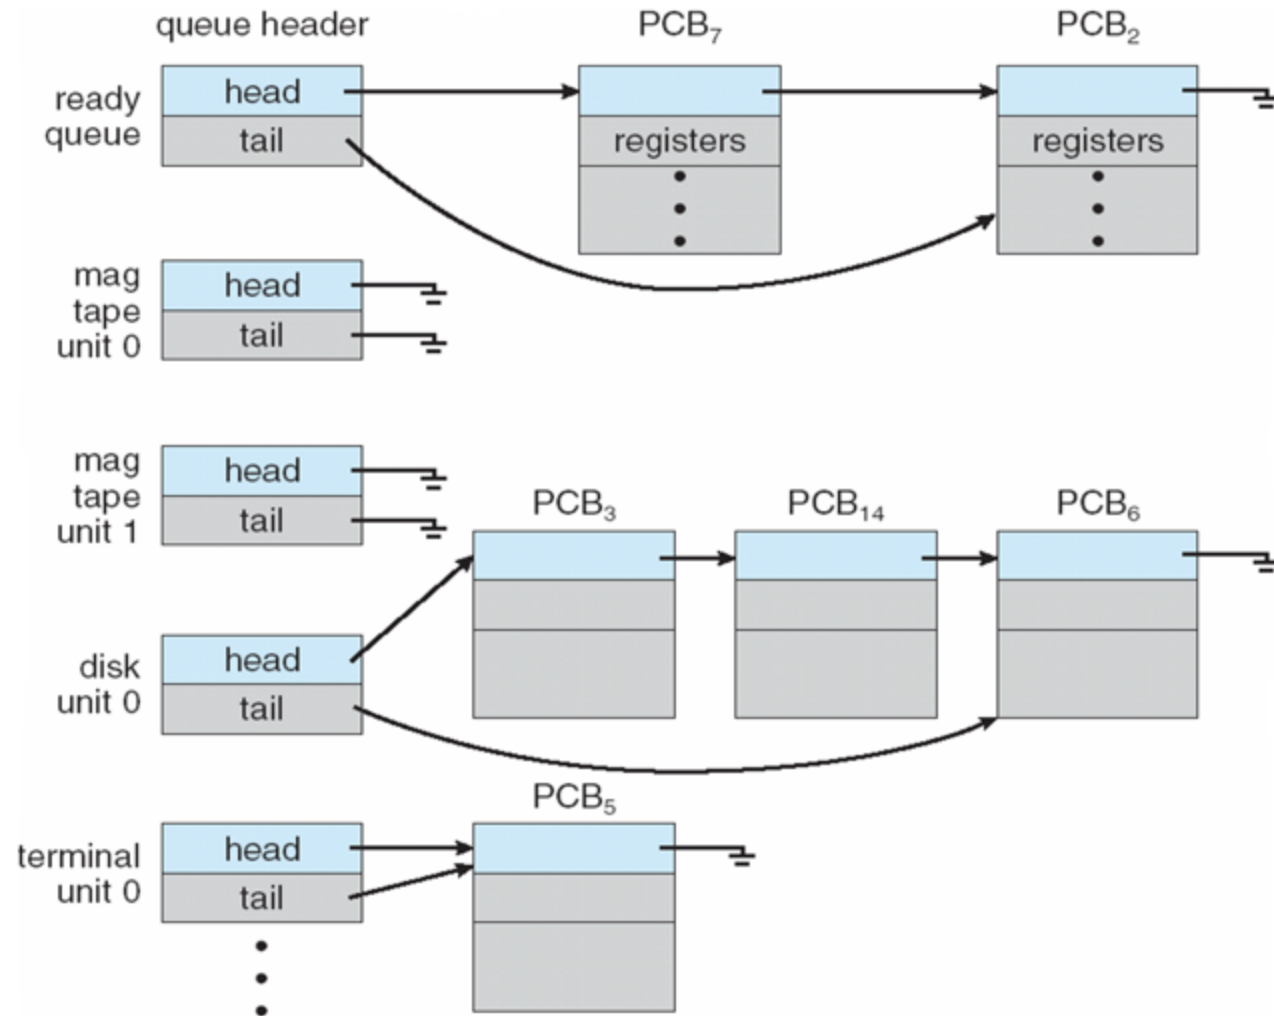 queue header
PCB₇
PCB₂
ready
queue
head
tail
registers
registers
mag
tape
unit 0
head
tail
mag
tape
unit 1
head
tail
PCB₃
PCB₁₄
PCB₆
disk
unit 0
head
tail
PCB₅
terminal
unit 0
head
tail